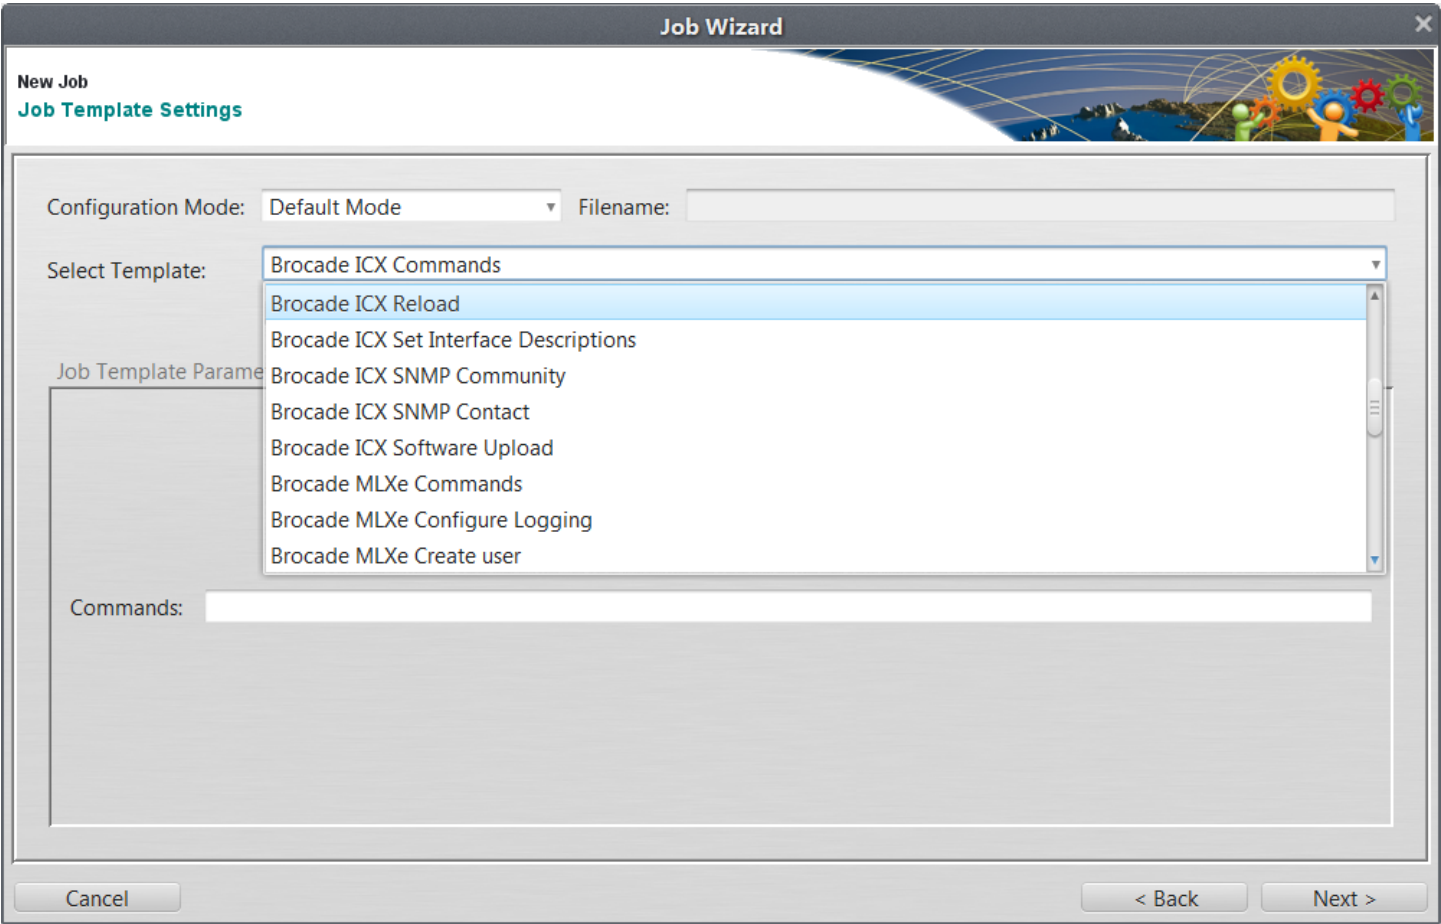 Job Wizard
New Job
Job Template Settings
Configuration Mode: Default Mode Filename:
Select Template: Brocade ICX Commands
Brocade ICX Reload
Brocade ICX Set Interface Descriptions
Job Template Parame
Brocade ICX SNMP Community
Brocade ICX SNMP Contact
Brocade ICX Software Upload
Brocade MLXe Commands
Brocade MLXe Configure Logging
Brocade MLXe Create user
Commands:
Cancel < Back Next >